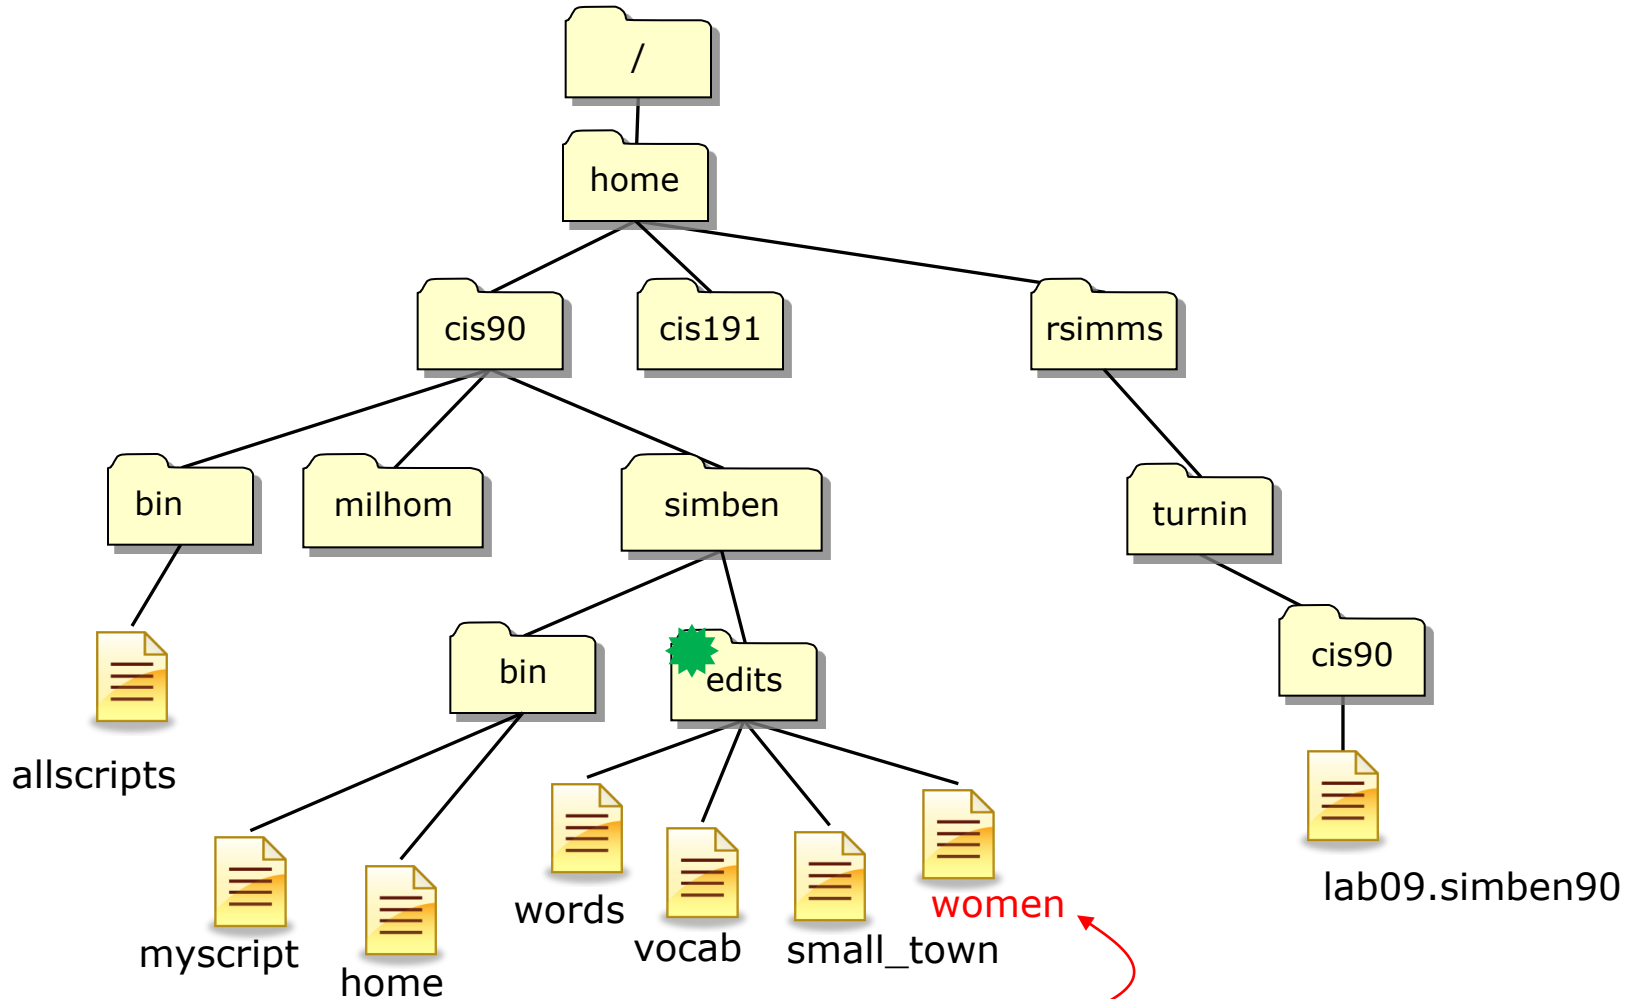 /
home
cis90
cis191
rsimms
bin
milhom
simben
turnin
bin
edits
cis90
allscripts
myscript
home
words
vocab
small_town
women
lab09.simben90